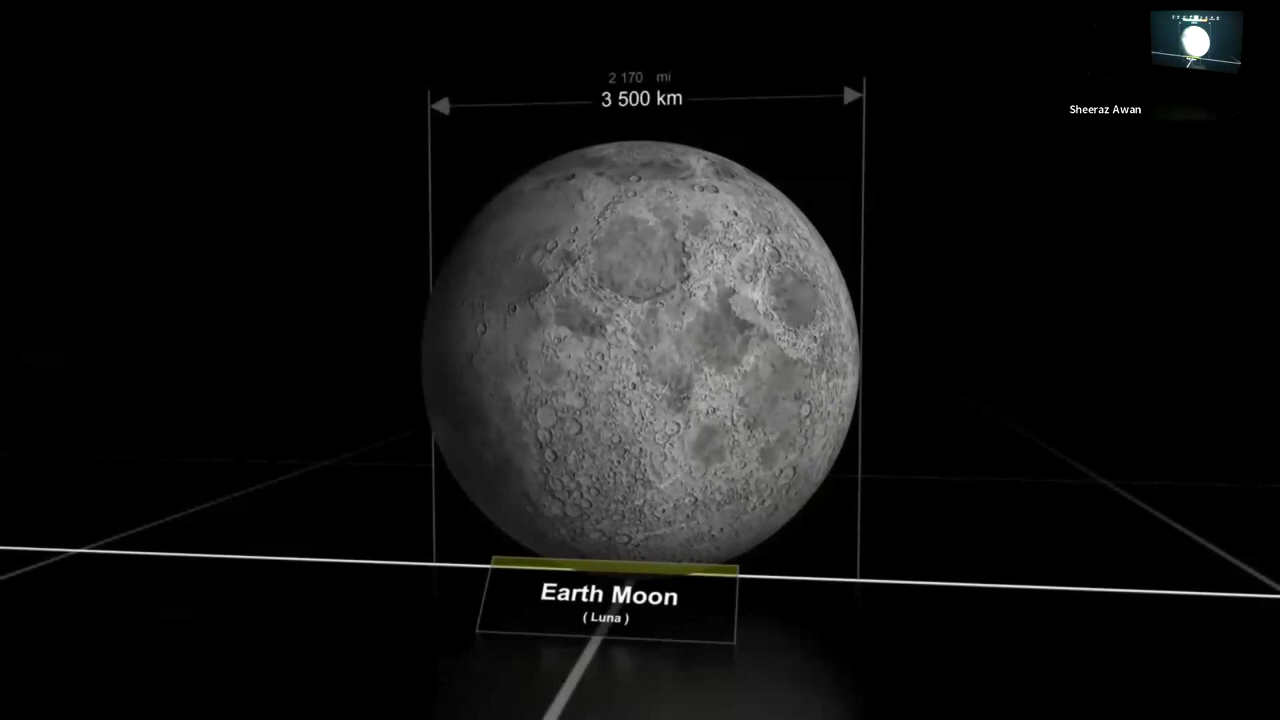 2 170 mi
3 500 km
Sheeraz Awan
Earth Moon
( Luna )